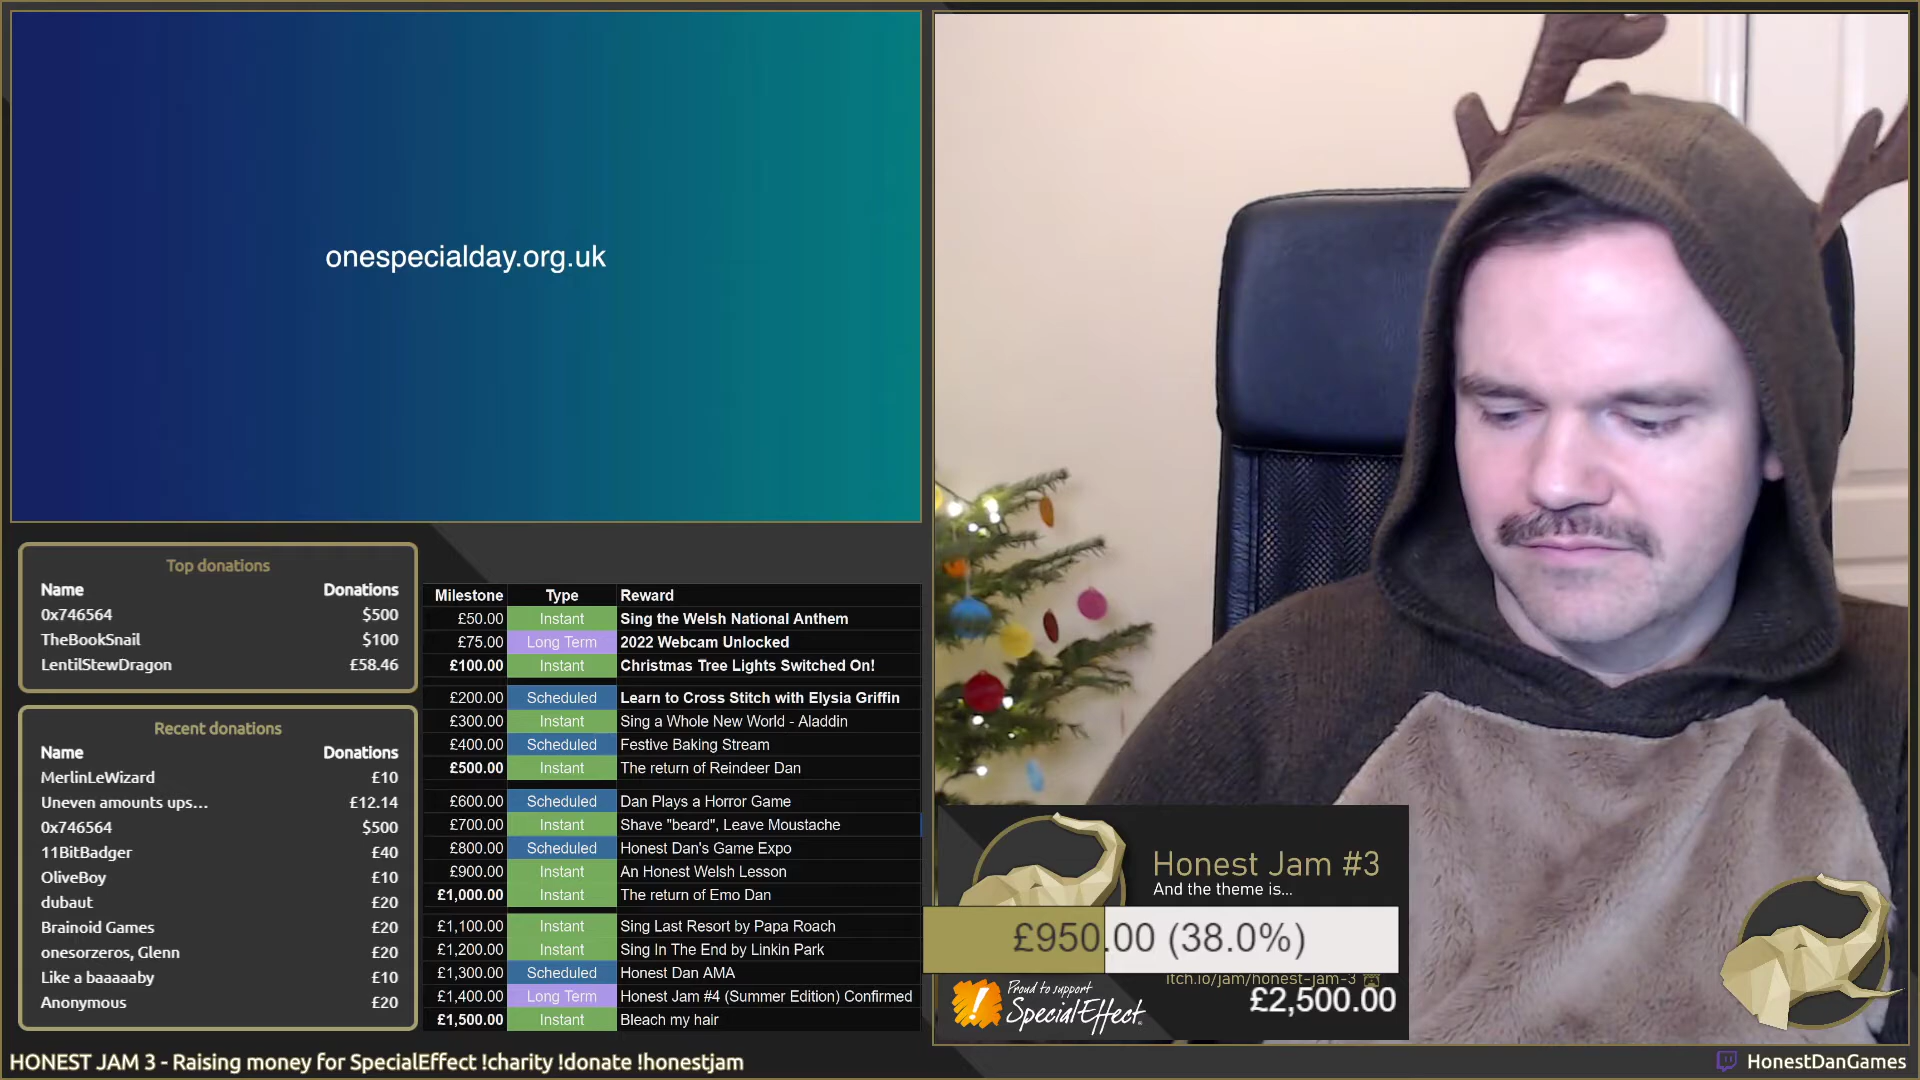 onespecialday.org.uk
Top donations
Name Donations
0x746564 $500
TheBookSnail $100
LentilStewDragon £58.46
Recent donations
Name Donations
MerlinLeWizard £10
Uneven amounts ups... £12.14
0x746564 $500
11BitBadger £40
OliveBoy £10
dubaut £20
Brainoid Games £20
onesorzeros, Glenn £20
Like a baaaaaby £10
Anonymous £20
Milestone Type Reward
£50.00 Instant Sing the Welsh National Anthem
£75.00 Long Term 2022 Webcam Unlocked
£100.00 Instant Christmas Tree Lights Switched On!
£200.00 Scheduled Learn to Cross Stitch with Elysia Griffin
£300.00 Instant Sing a Whole New World - Aladdin
£400.00 Scheduled Festive Baking Stream
£500.00 Instant The return of Reindeer Dan
£600.00 Scheduled Dan Plays a Horror Game
£700.00 Instant Shave "beard", Leave Moustache
£800.00 Scheduled Honest Dan's Game Expo
£900.00 Instant An Honest Welsh Lesson
£1,000.00 Instant The return of Emo Dan
£1,100.00 Instant Sing Last Resort by Papa Roach
£1,200.00 Instant Sing In The End by Linkin Park
£1,300.00 Scheduled Honest Dan AMA
£1,400.00 Long Term Honest Jam #4 (Summer Edition) Confirmed
£1,500.00 Instant Bleach my hair
Honest Jam #3
And the theme is...
£950.00 (38.0%)
itch.io/jam/honest-jam-3
£2,500.00
Proud to support
SpecialEffect
HONEST JAM 3 - Raising money for SpecialEffect !charity !donate !honestjam
HonestDanGames